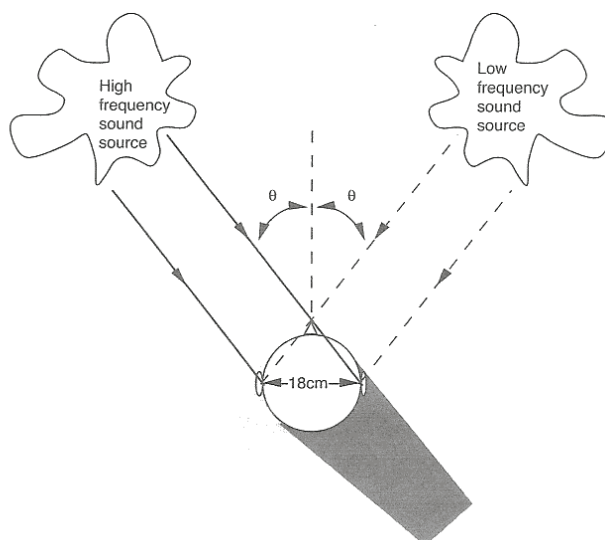 High
frequency
sound
source
Low
frequency
sound
source
θ
θ
18cm